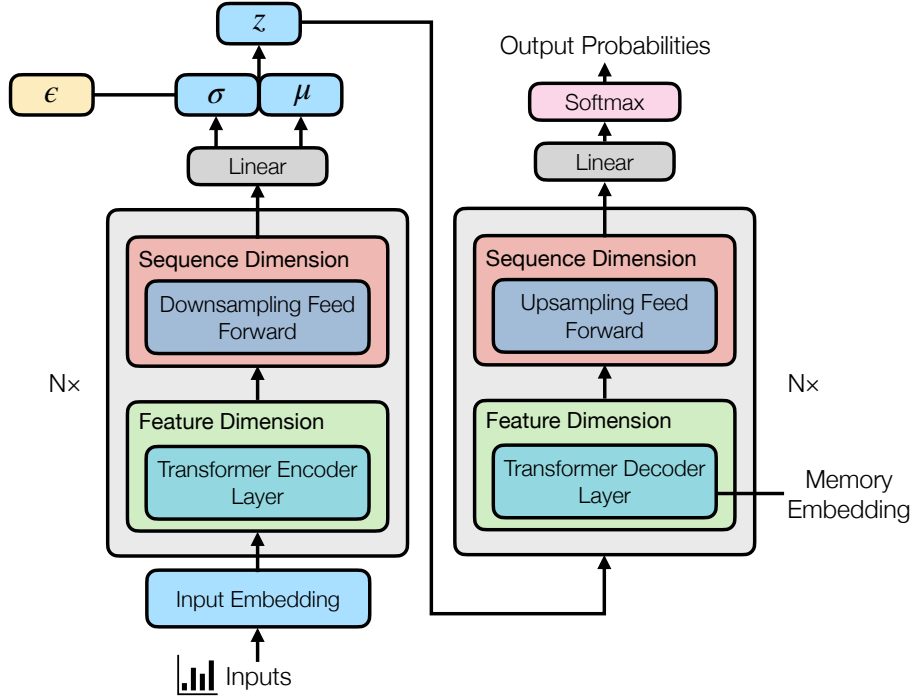 z
ϵ
σ
μ
Linear
Sequence Dimension
Downsampling Feed
Forward
N×
Feature Dimension
Transformer Encoder
Layer
Input Embedding
Inputs
Output Probabilities
Softmax
Linear
Sequence Dimension
Upsampling Feed
Forward
N×
Feature Dimension
Transformer Decoder
Layer
Memory
Embedding